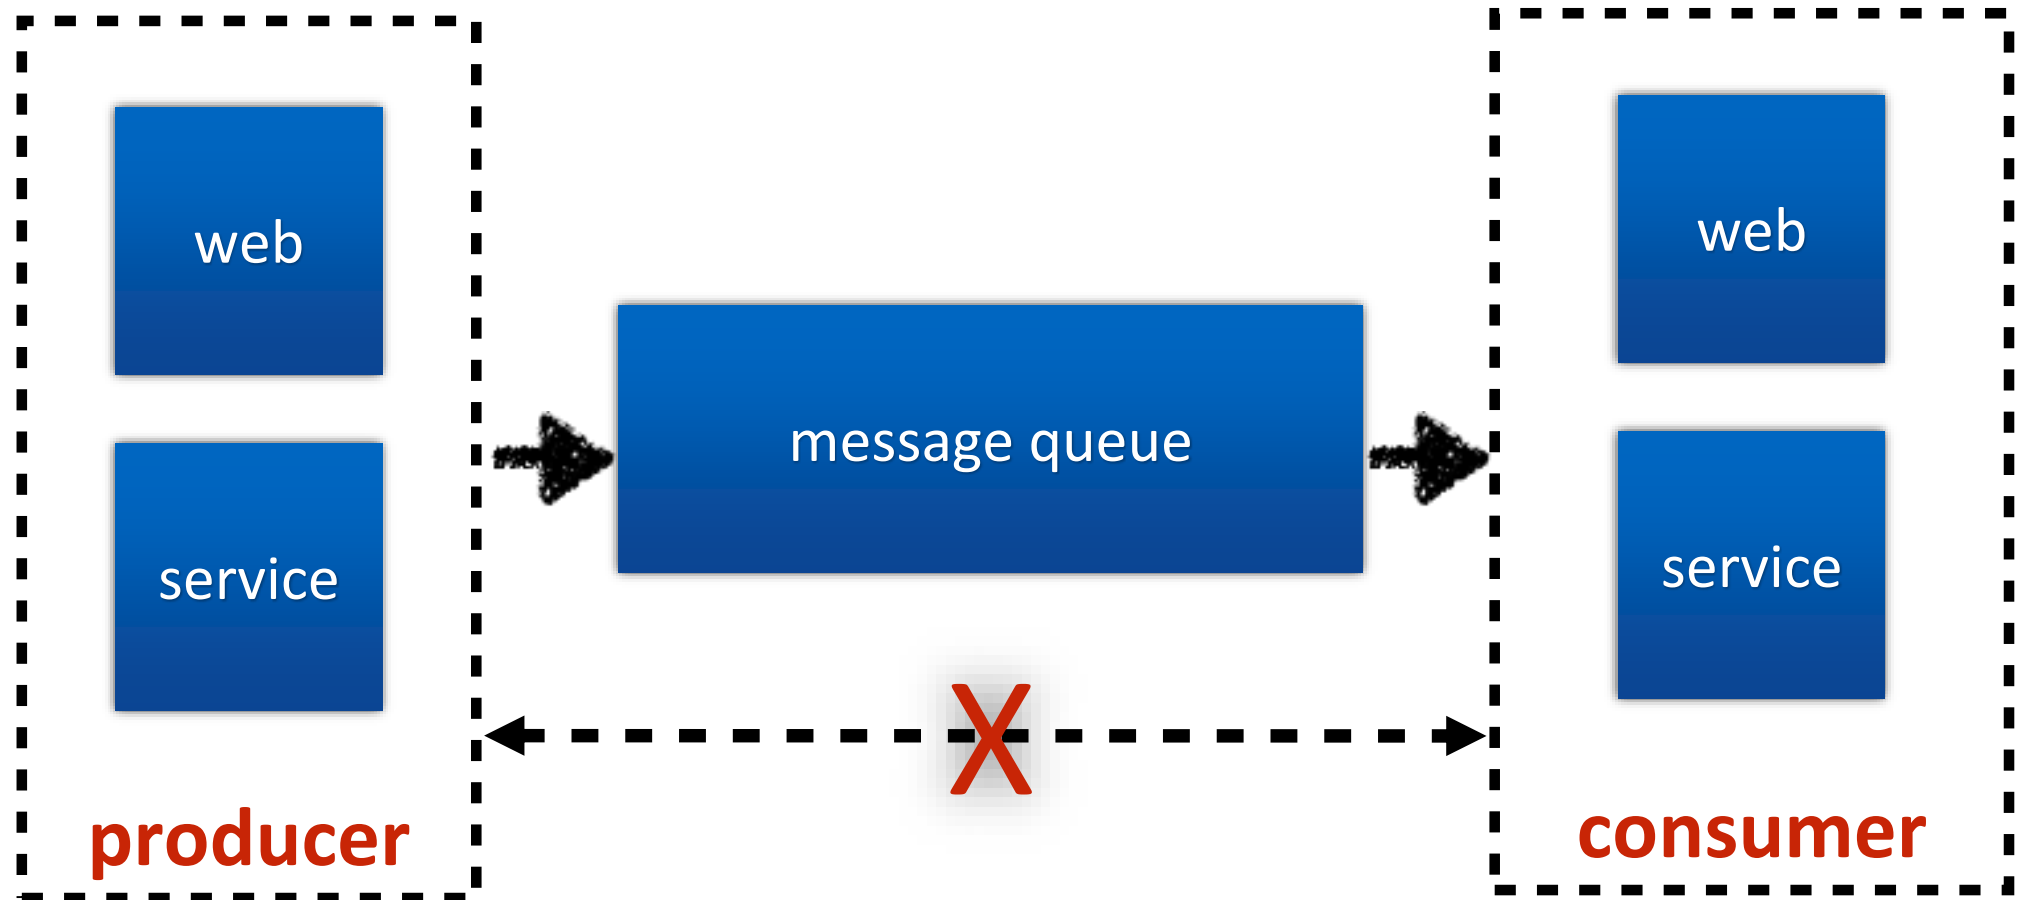 web
service
producer
message queue
X
web
service
consumer